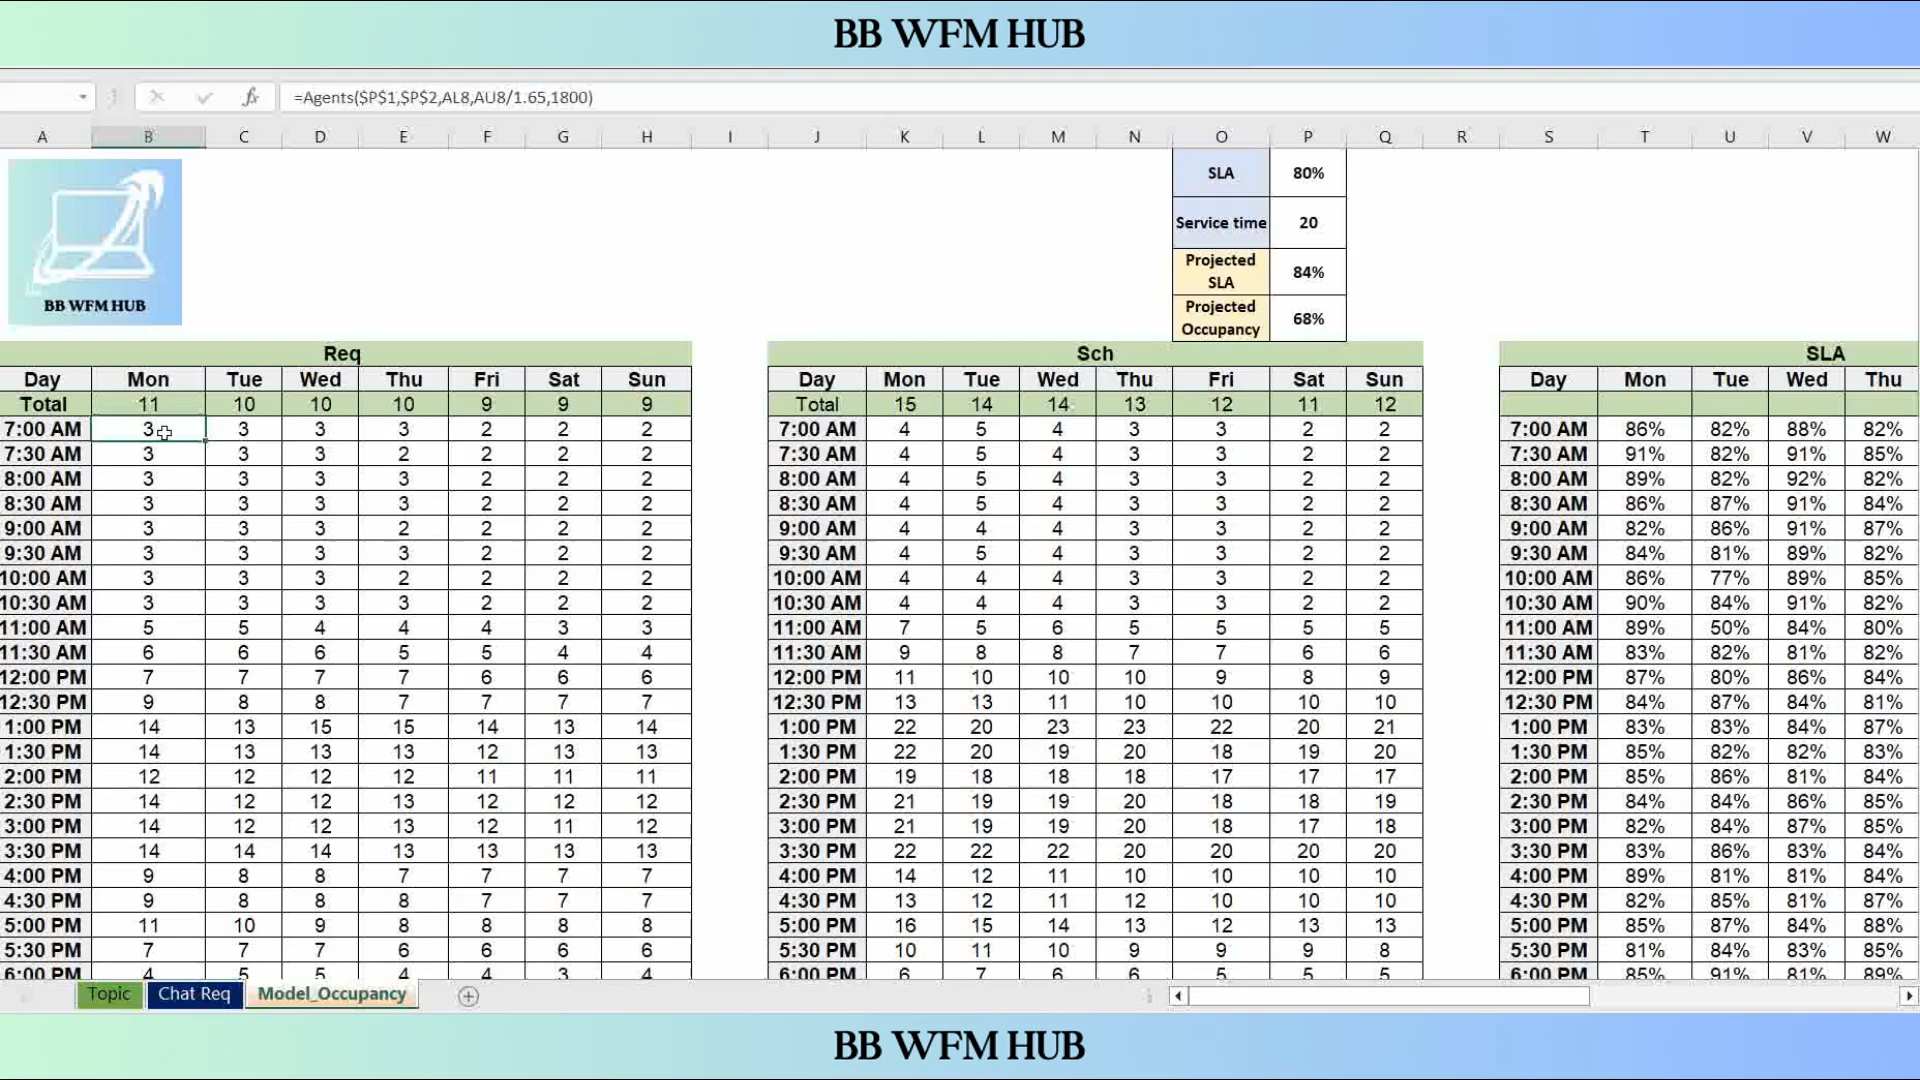 BB WFM HUB
=Agents($P$1,$P$2,AL8,AU8/1.65,1800)
A B C D E F G H I J K L M N O P Q R S T U V W
BB WFM HUB
SLA 80%
Service time 20
Projected SLA 84%
Projected Occupancy 68%
Req Sch SLA
Day Mon Tue Wed Thu Fri Sat Sun Day Mon Tue Wed Thu Fri Sat Sun Day Mon Tue Wed Thu
Total 11 10 10 10 9 9 9 Total 15 14 14 13 12 11 12
7:00 AM 3 3 3 3 2 2 2 7:00 AM 4 5 4 3 3 2 2 7:00 AM 86% 82% 88% 82%
7:30 AM 3 3 3 2 2 2 2 7:30 AM 4 5 4 3 3 2 2 7:30 AM 91% 82% 91% 85%
8:00 AM 3 3 3 3 2 2 2 8:00 AM 4 5 4 3 3 2 2 8:00 AM 89% 82% 92% 82%
8:30 AM 3 3 3 3 2 2 2 8:30 AM 4 5 4 3 3 2 2 8:30 AM 86% 87% 91% 84%
9:00 AM 3 3 3 2 2 2 2 9:00 AM 4 4 4 3 3 2 2 9:00 AM 82% 86% 91% 87%
9:30 AM 3 3 3 3 2 2 2 9:30 AM 4 5 4 3 3 2 2 9:30 AM 84% 81% 89% 82%
10:00 AM 3 3 3 2 2 2 2 10:00 AM 4 4 4 3 3 2 2 10:00 AM 86% 77% 89% 85%
10:30 AM 3 3 3 3 2 2 2 10:30 AM 4 4 4 3 3 2 2 10:30 AM 90% 84% 91% 82%
11:00 AM 5 5 4 4 4 3 3 11:00 AM 7 5 6 5 5 5 5 11:00 AM 89% 50% 84% 80%
11:30 AM 6 6 6 5 5 4 4 11:30 AM 9 8 8 7 7 6 6 11:30 AM 83% 82% 81% 82%
12:00 PM 7 7 7 7 6 6 6 12:00 PM 11 10 10 10 9 8 9 12:00 PM 87% 80% 86% 84%
12:30 PM 9 8 8 7 7 7 7 12:30 PM 13 13 11 10 10 10 10 12:30 PM 84% 87% 84% 81%
1:00 PM 14 13 15 15 14 13 14 1:00 PM 22 20 23 23 22 20 21 1:00 PM 83% 83% 84% 87%
1:30 PM 14 13 13 13 12 13 13 1:30 PM 22 20 19 20 18 19 20 1:30 PM 85% 82% 82% 83%
2:00 PM 12 12 12 12 11 11 11 2:00 PM 19 18 18 18 17 17 17 2:00 PM 85% 86% 81% 84%
2:30 PM 14 12 12 13 12 12 12 2:30 PM 21 19 19 20 18 18 19 2:30 PM 84% 84% 86% 85%
3:00 PM 14 12 12 13 12 11 12 3:00 PM 21 19 19 20 18 17 18 3:00 PM 82% 84% 87% 85%
3:30 PM 14 14 14 13 13 13 13 3:30 PM 22 22 22 20 20 20 20 3:30 PM 83% 86% 83% 84%
4:00 PM 9 8 8 7 7 7 7 4:00 PM 14 12 11 10 10 10 10 4:00 PM 89% 81% 81% 84%
4:30 PM 9 8 8 8 7 7 7 4:30 PM 13 12 11 12 10 10 10 4:30 PM 82% 85% 81% 87%
5:00 PM 11 10 9 8 8 8 8 5:00 PM 16 15 14 13 12 13 13 5:00 PM 85% 87% 84% 88%
5:30 PM 7 7 7 6 6 6 6 5:30 PM 10 11 10 9 9 9 8 5:30 PM 81% 84% 83% 85%
6:00 PM 4 5 5 4 4 3 4 6:00 PM 6 7 6 6 5 5 5 6:00 PM 85% 91% 81% 89%
Topic Chat Req Model_Occupancy
BB WFM HUB